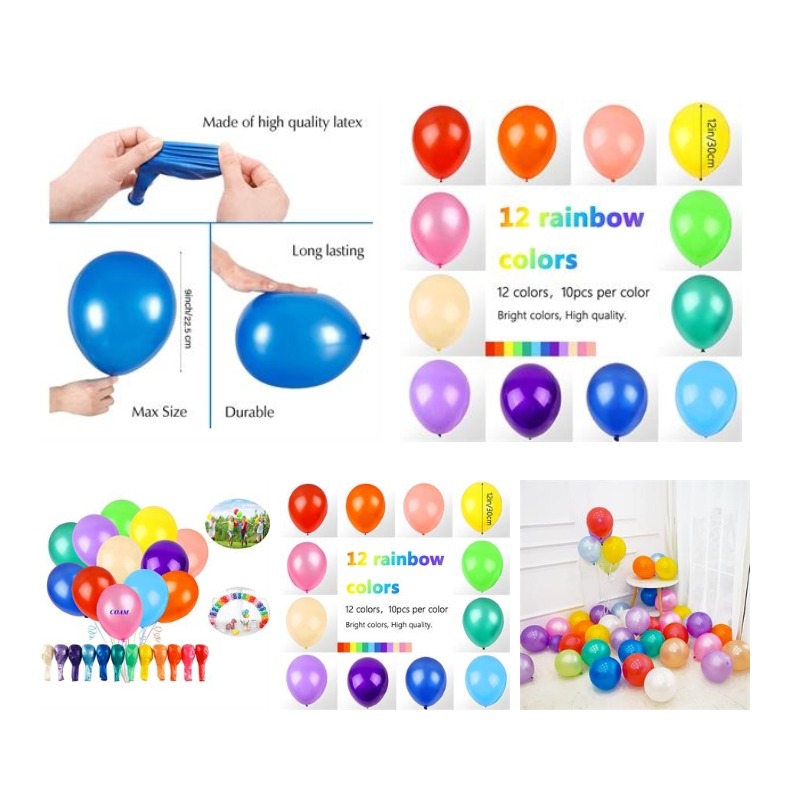 Made of high quality latex
Long lasting
9inch/22.5 cm
Max Size
Durable
12in/30cm
12 rainbow
colors
12 colors, 10pcs per color
Bright colors, High quality.
COAM
12in/30cm
12 rainbow
colors
12 colors, 10pcs per color
Bright colors, High quality.